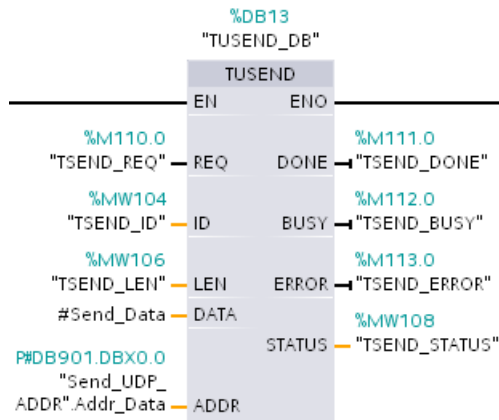 %DB13
"TUSEND_DB"
TUSEND
EN ENO
%M110.0 %M111.0
"TSEND_REQ" REQ DONE "TSEND_DONE"
%MW104 %M112.0
"TSEND_ID" ID BUSY "TSEND_BUSY"
%MW106 %M113.0
"TSEND_LEN" LEN ERROR "TSEND_ERROR"
#Send_Data DATA %MW108
STATUS "TSEND_STATUS"
P#DB901.DBX0.0
"Send_UDP_
ADDR".Addr_Data ADDR